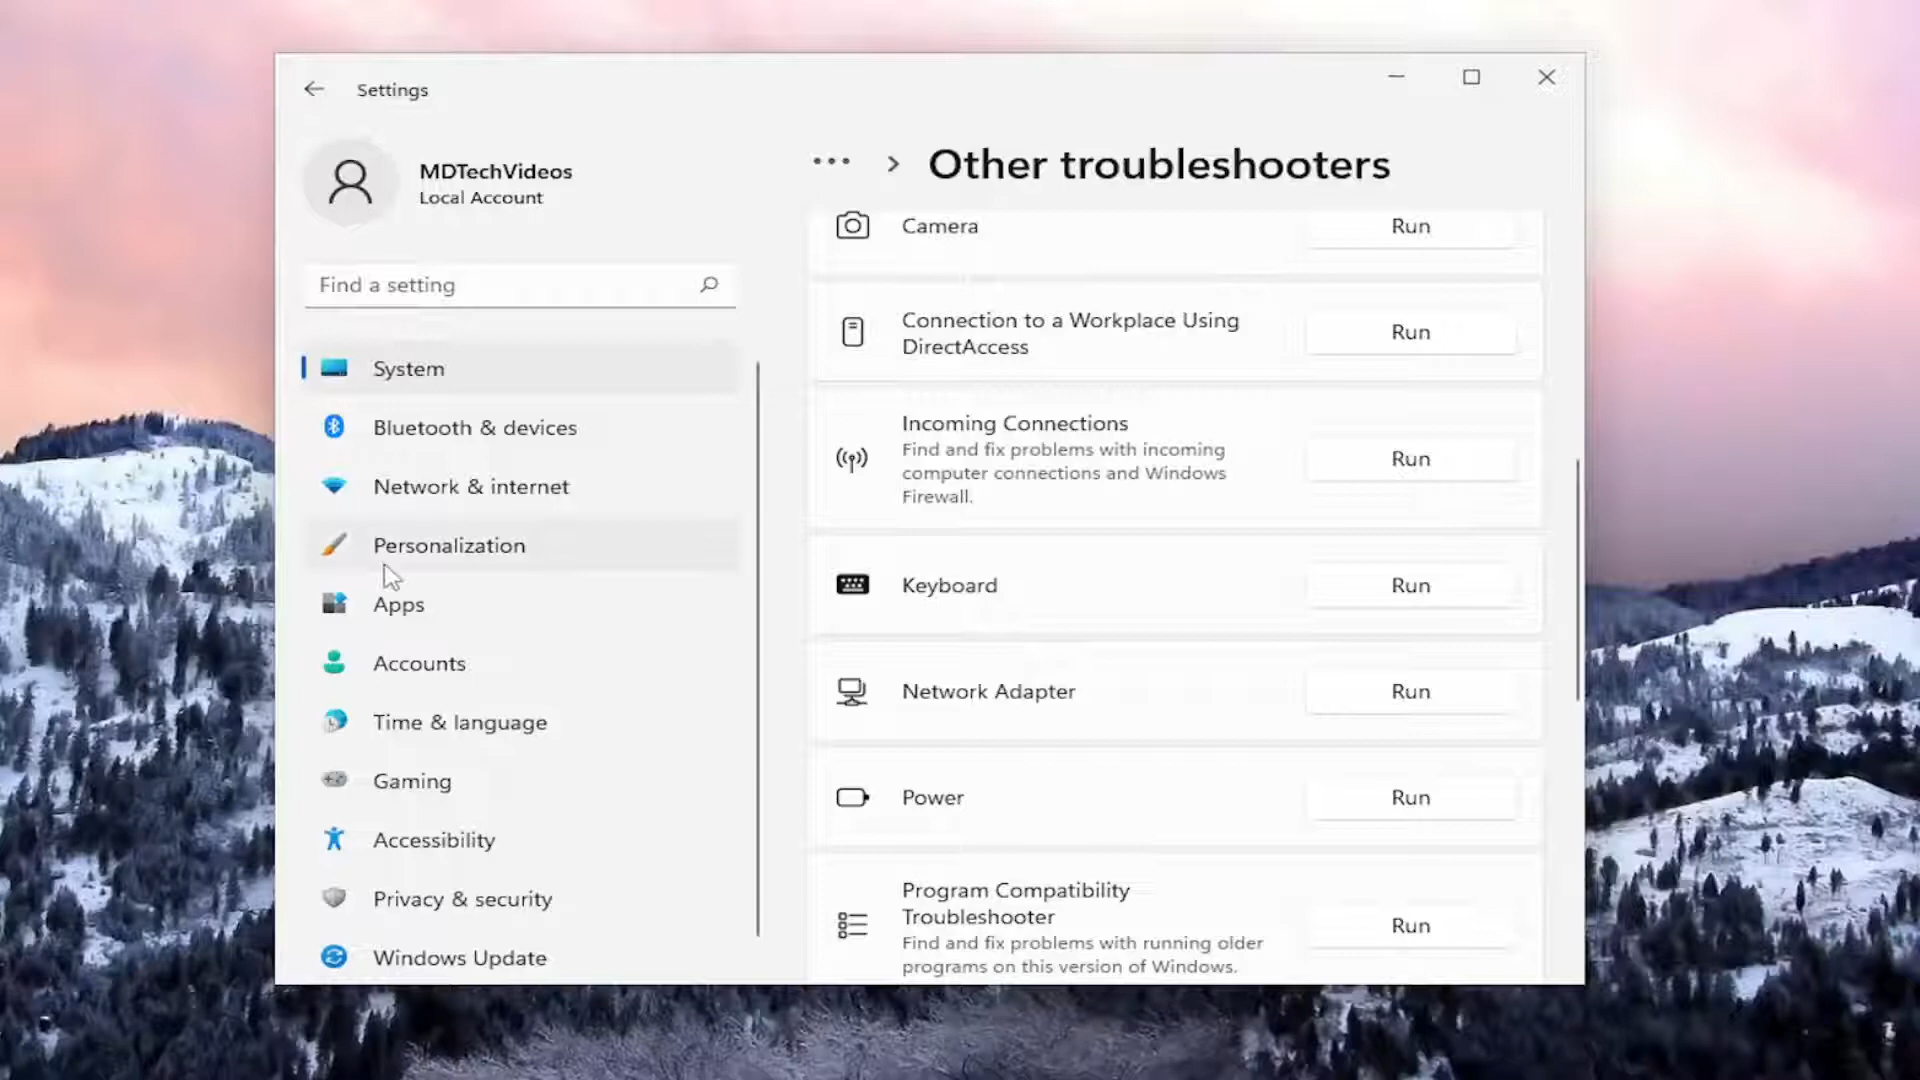 Settings
MDTechVideos
Local Account
Find a setting
System
Bluetooth & devices
Network & internet
Personalization
Apps
Accounts
Time & language
Gaming
Accessibility
Privacy & security
Windows Update
... > Other troubleshooters
Camera
Run
Connection to a Workplace Using
DirectAccess
Run
Incoming Connections
Find and fix problems with incoming
computer connections and Windows
Firewall.
Run
Keyboard
Run
Network Adapter
Run
Power
Run
Program Compatibility
Troubleshooter
Find and fix problems with running older
programs on this version of Windows.
Run